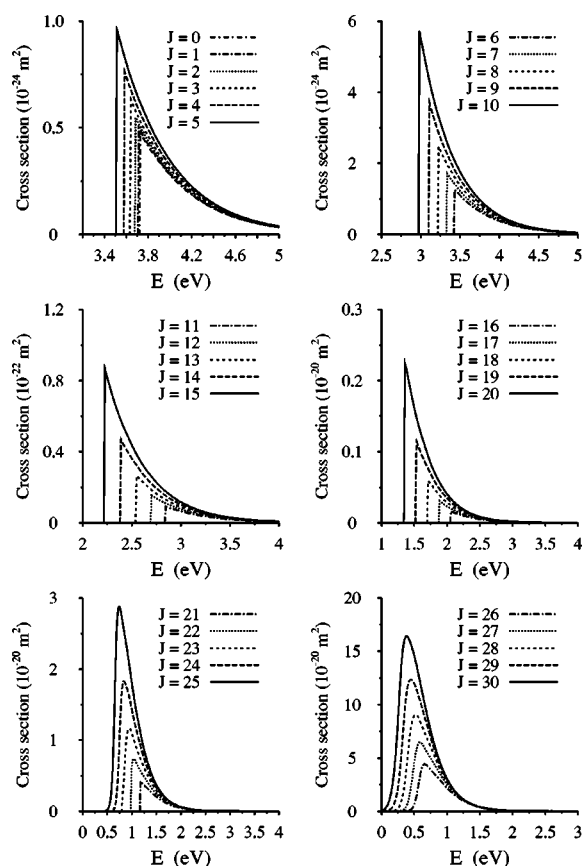 Cross section (10⁻²⁴ m²)
1.0
0.5
0
J = 0
J = 1
J = 2
J = 3
J = 4
J = 5
3.4 3.8 4.2 4.6 5
E (eV)
Cross section (10⁻²⁴ m²)
6
4
2
0
J = 6
J = 7
J = 8
J = 9
J = 10
2.5 3 3.5 4 4.5 5
E (eV)
Cross section (10⁻²² m²)
1.2
0.8
0.4
0
J = 11
J = 12
J = 13
J = 14
J = 15
2 2.5 3 3.5 4
E (eV)
Cross section (10⁻²⁰ m²)
0.3
0.2
0.1
0
J = 16
J = 17
J = 18
J = 19
J = 20
1 1.5 2 2.5 3 3.5 4
E (eV)
Cross section (10⁻²⁰ m²)
3
2
1
0
J = 21
J = 22
J = 23
J = 24
J = 25
0 0.5 1 1.5 2 2.5 3 3.5 4
E (eV)
Cross section (10⁻²⁰ m²)
20
15
10
5
0
J = 26
J = 27
J = 28
J = 29
J = 30
0 0.5 1 1.5 2 2.5 3
E (eV)